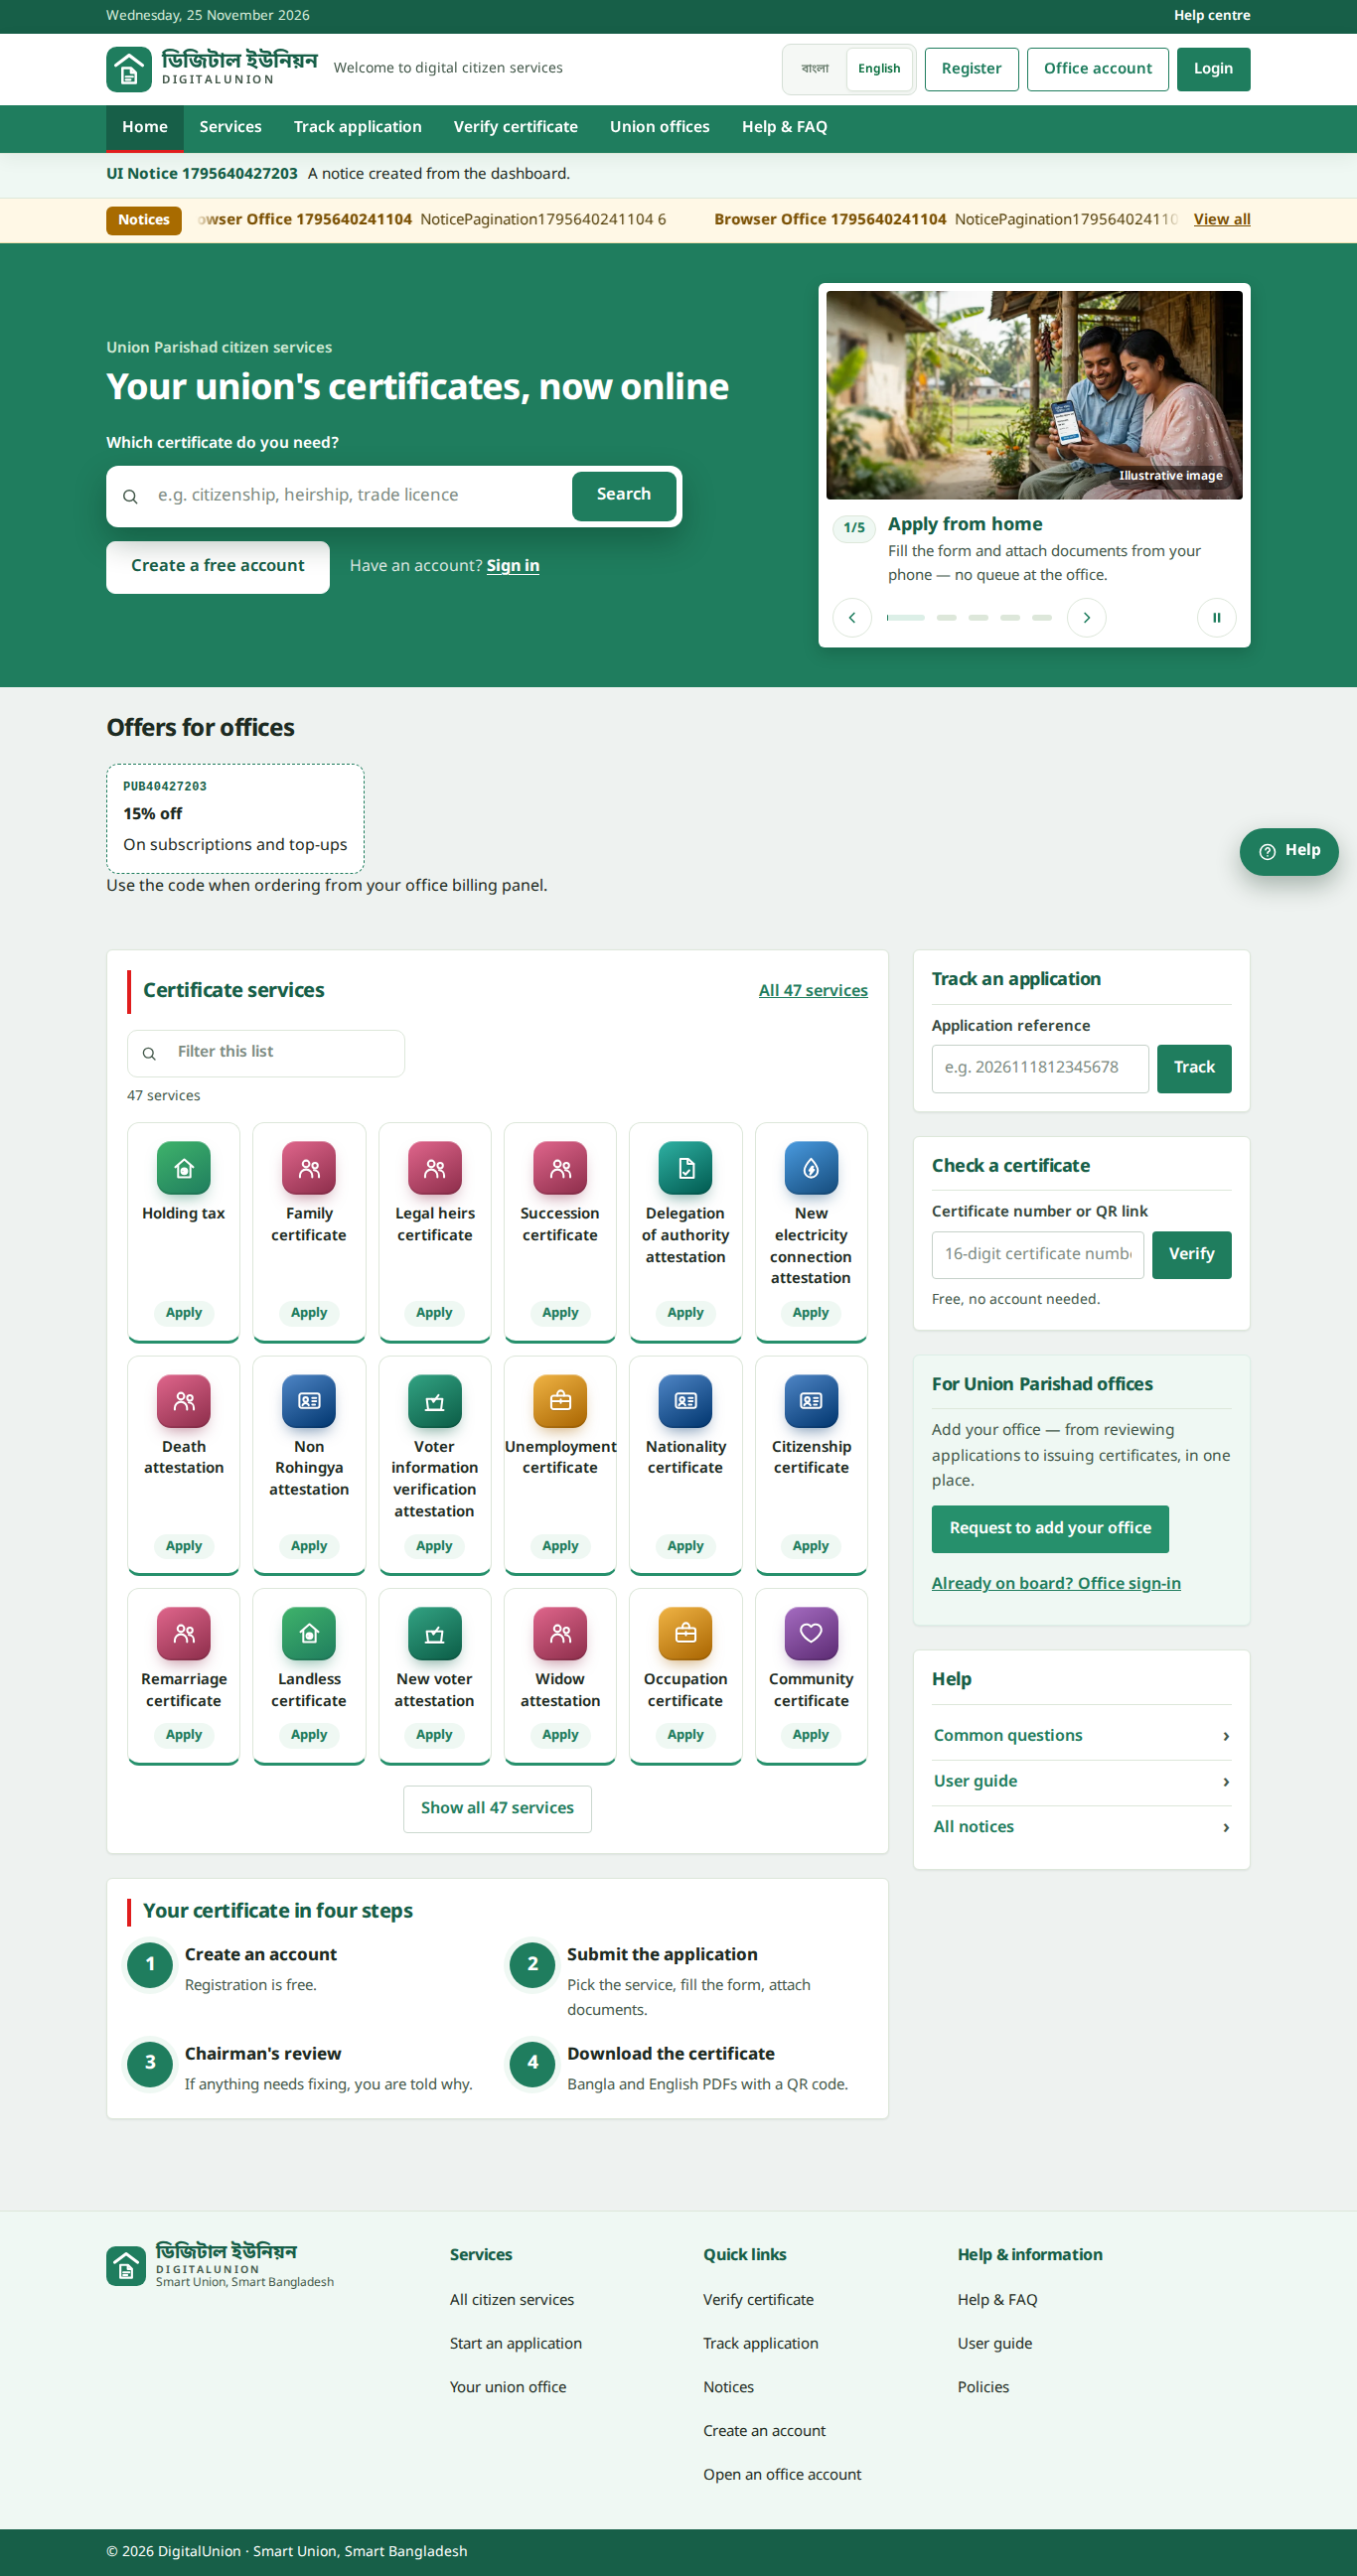 Wednesday, 25 November 2026
Help centre
ডিজিটাল ইউনিয়ন
DIGITALUNION
Welcome to digital citizen services
বাংলা
English
Register
Office account
Login
Home
Services
Track application
Verify certificate
Union offices
Help & FAQ
UI Notice 1795640427203 A notice created from the dashboard.
Notices
owser Office 1795640241104 NoticePagination1795640241104 6
Browser Office 1795640241104 NoticePagination179564024110
View all
Union Parishad citizen services
Your union's certificates, now online
Which certificate do you need?
e.g. citizenship, heirship, trade licence
Search
Create a free account
Have an account? Sign in
Illustrative image
1/5
Apply from home
Fill the form and attach documents from your
phone — no queue at the office.
Offers for offices
PUB40427203
15% off
On subscriptions and top-ups
Use the code when ordering from your office billing panel.
Help
Certificate services
All 47 services
Filter this list
47 services
Holding tax
Apply
Family
certificate
Apply
Legal heirs
certificate
Apply
Succession
certificate
Apply
Delegation
of authority
attestation
Apply
New
electricity
connection
attestation
Apply
Death
attestation
Apply
Non
Rohingya
attestation
Apply
Voter
information
verification
attestation
Apply
Unemployment
certificate
Apply
Nationality
certificate
Apply
Citizenship
certificate
Apply
Remarriage
certificate
Apply
Landless
certificate
Apply
New voter
attestation
Apply
Widow
attestation
Apply
Occupation
certificate
Apply
Community
certificate
Apply
Show all 47 services
Track an application
Application reference
e.g. 2026111812345678
Track
Check a certificate
Certificate number or QR link
16-digit certificate numb
Verify
Free, no account needed.
For Union Parishad offices
Add your office — from reviewing
applications to issuing certificates, in one
place.
Request to add your office
Already on board? Office sign-in
Help
Common questions
User guide
All notices
Your certificate in four steps
1
Create an account
Registration is free.
2
Submit the application
Pick the service, fill the form, attach
documents.
3
Chairman's review
If anything needs fixing, you are told why.
4
Download the certificate
Bangla and English PDFs with a QR code.
ডিজিটাল ইউনিয়ন
DIGITALUNION
Smart Union, Smart Bangladesh
Services
All citizen services
Start an application
Your union office
Quick links
Verify certificate
Track application
Notices
Create an account
Open an office account
Help & information
Help & FAQ
User guide
Policies
© 2026 DigitalUnion · Smart Union, Smart Bangladesh